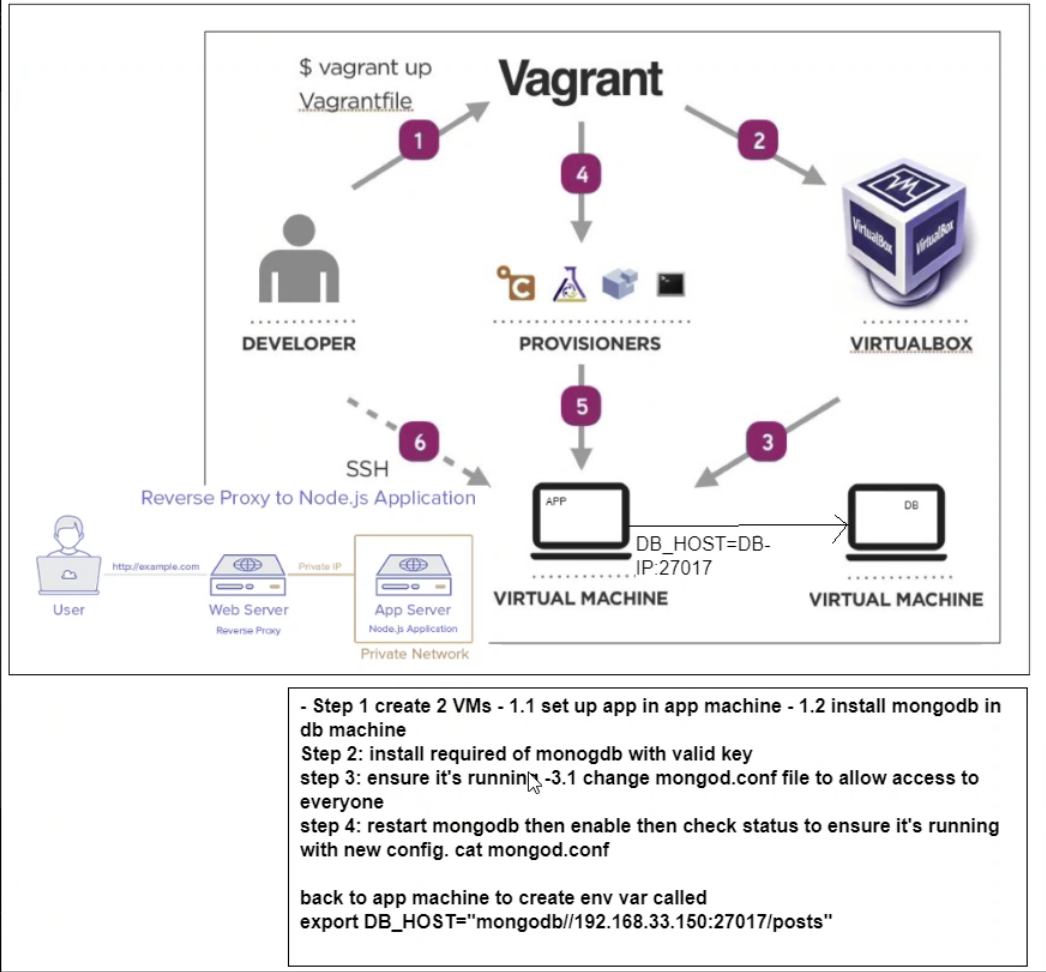 $ vagrant up
Vagrantfile
Vagrant
1
2
4
VirtualBox
VirtualBox
DEVELOPER
PROVISIONERS
VIRTUALBOX
5
6
3
SSH
Reverse Proxy to Node.js Application
APP
DB
DB_HOST=DB-
IP:27017
http://example.com
Private IP
User
Web Server
App Server
Reverse Proxy
Node.js Application
Private Network
VIRTUAL MACHINE
VIRTUAL MACHINE
- Step 1 create 2 VMs - 1.1 set up app in app machine - 1.2 install mongodb in
db machine
Step 2: install required of monogdb with valid key
step 3: ensure it's running -3.1 change mongod.conf file to allow access to
everyone
step 4: restart mongodb then enable then check status to ensure it's running
with new config. cat mongod.conf
back to app machine to create env var called
export DB_HOST="mongodb//192.168.33.150:27017/posts"